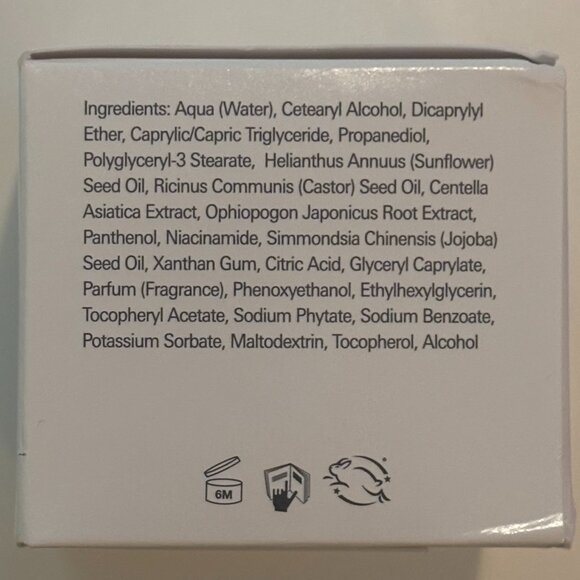 Ingredients: Aqua (Water), Cetearyl Alcohol, Dicaprylyl
Ether, Caprylic/Capric Triglyceride, Propanediol,
Polyglyceryl-3 Stearate, Helianthus Annuus (Sunflower)
Seed Oil, Ricinus Communis (Castor) Seed Oil, Centella
Asiatica Extract, Ophiopogon Japonicus Root Extract,
Panthenol, Niacinamide, Simmondsia Chinensis (Jojoba)
Seed Oil, Xanthan Gum, Citric Acid, Glyceryl Caprylate,
Parfum (Fragrance), Phenoxyethanol, Ethylhexylglycerin,
Tocopheryl Acetate, Sodium Phytate, Sodium Benzoate,
Potassium Sorbate, Maltodextrin, Tocopherol, Alcohol
6M